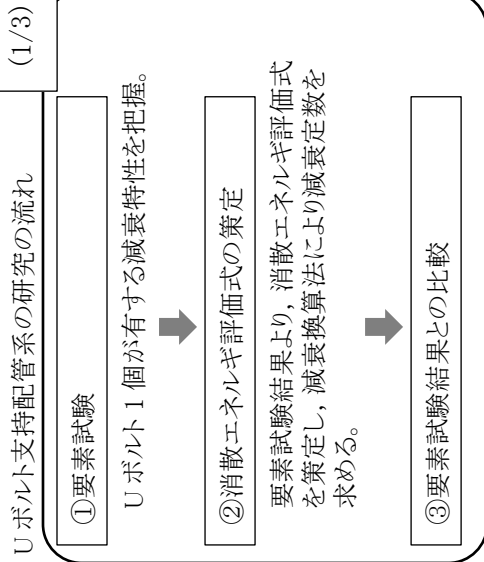 Uボルト支持配管系の研究の流れ
(1/3)
①要素試験
Uボルト1個が有する減衰特性を把握。
②消散エネルギ評価式の策定
要素試験結果より,消散エネルギ評価式
を策定し,減衰換算法により減衰定数を
求める。
③要素試験結果との比較